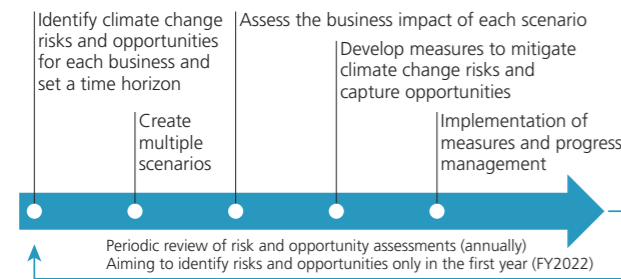 Identify climate change
risks and opportunities
for each business and
set a time horizon
Create
multiple
scenarios
Assess the business impact of each scenario
Develop measures to mitigate
climate change risks and
capture opportunities
Implementation of
measures and progress
management
Periodic review of risk and opportunity assessments (annually)
Aiming to identify risks and opportunities only in the first year (FY2022)